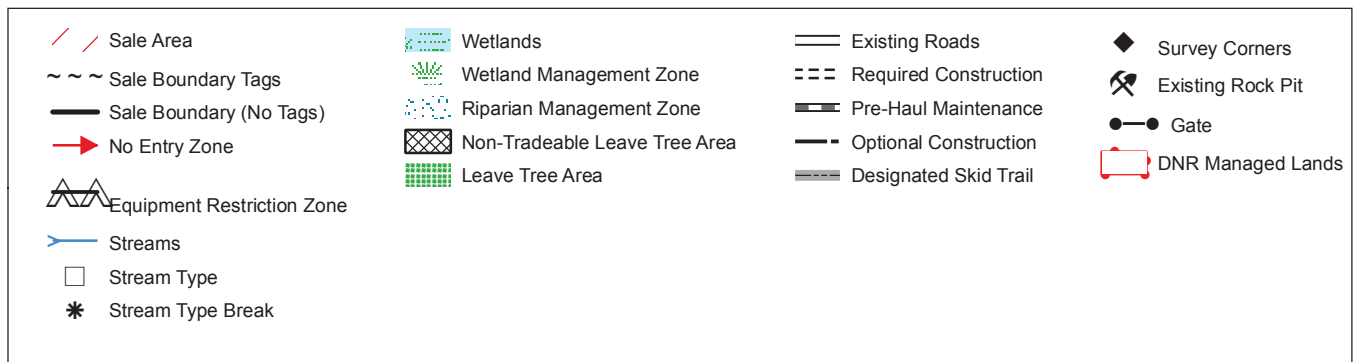 Sale Area
Sale Boundary Tags
Sale Boundary (No Tags)
No Entry Zone
Equipment Restriction Zone
Streams
Stream Type
Stream Type Break
Wetlands
Wetland Management Zone
Riparian Management Zone
Non-Tradeable Leave Tree Area
Leave Tree Area
Existing Roads
Required Construction
Pre-Haul Maintenance
Optional Construction
Designated Skid Trail
Survey Corners
Existing Rock Pit
Gate
DNR Managed Lands